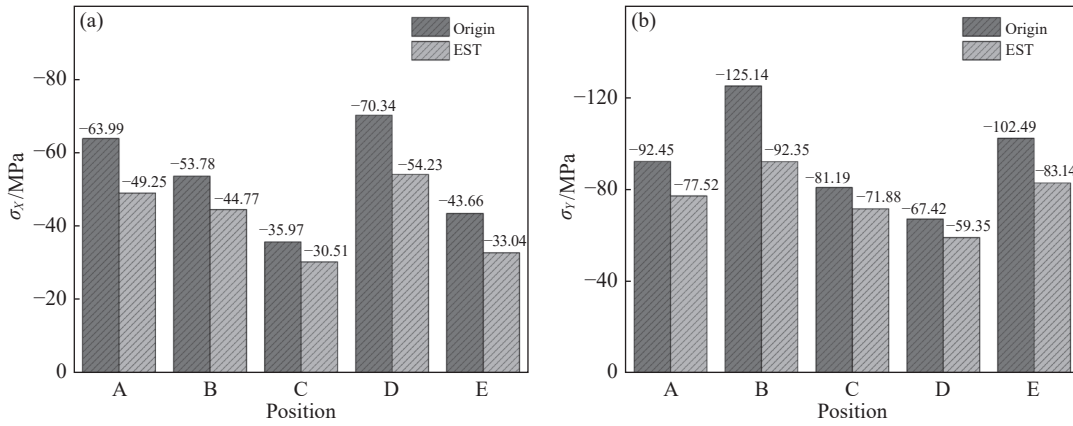 (a)
Origin
EST
−80
−60
−40
−20
0
σX/MPa
−63.99
−49.25
−53.78
−44.77
−35.97
−30.51
−70.34
−54.23
−43.66
−33.04
A B C D E
Position
(b)
Origin
EST
−120
−80
−40
0
σY/MPa
−92.45
−77.52
−125.14
−92.35
−81.19
−71.88
−67.42
−59.35
−102.49
−83.14
A B C D E
Position